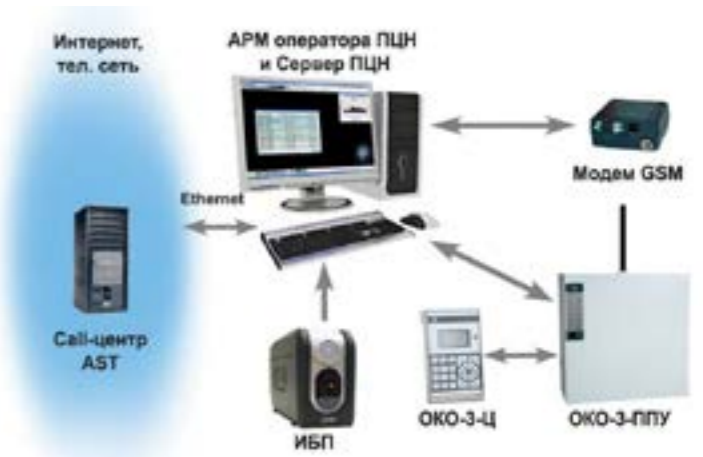 Интернет,
тел. сеть
АРМ оператора ПЦН
и Сервер ПЦН
Модем GSM
Ethernet
Call-центр
AST
ИБП
ОКО-3-Ц
ОКО-3-ППУ